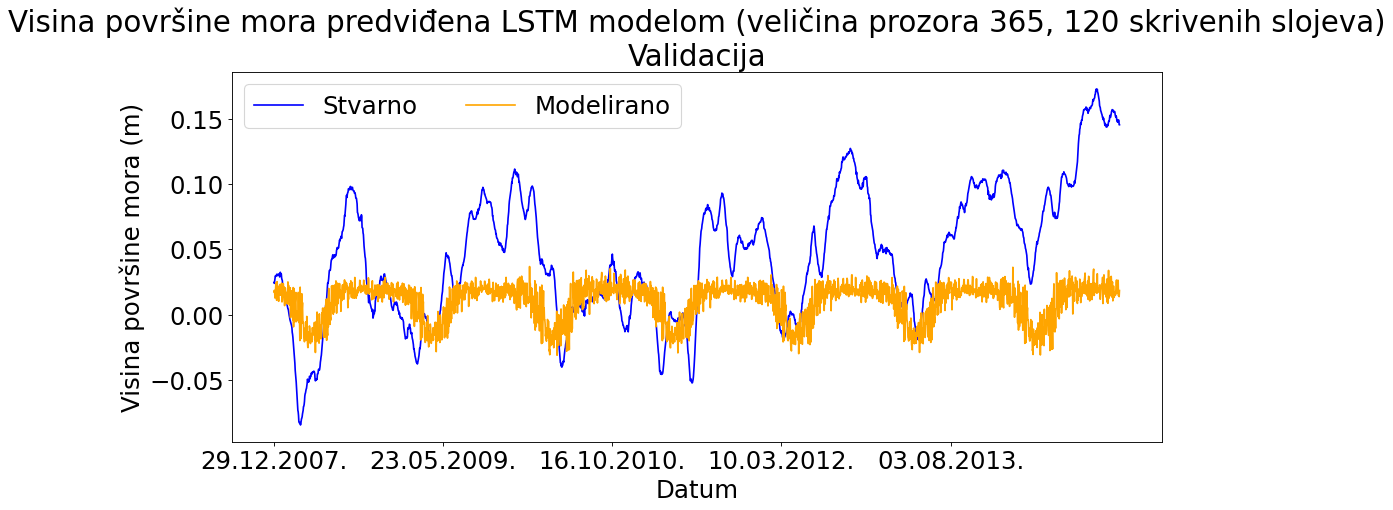 Visina površine mora predviđena LSTM modelom (veličina prozora 365, 120 skrivenih slojeva)
Validacija
Stvarno Modelirano
Visina površine mora (m)
0.15
0.10
0.05
0.00
−0.05
29.12.2007. 23.05.2009. 16.10.2010. 10.03.2012. 03.08.2013.
Datum